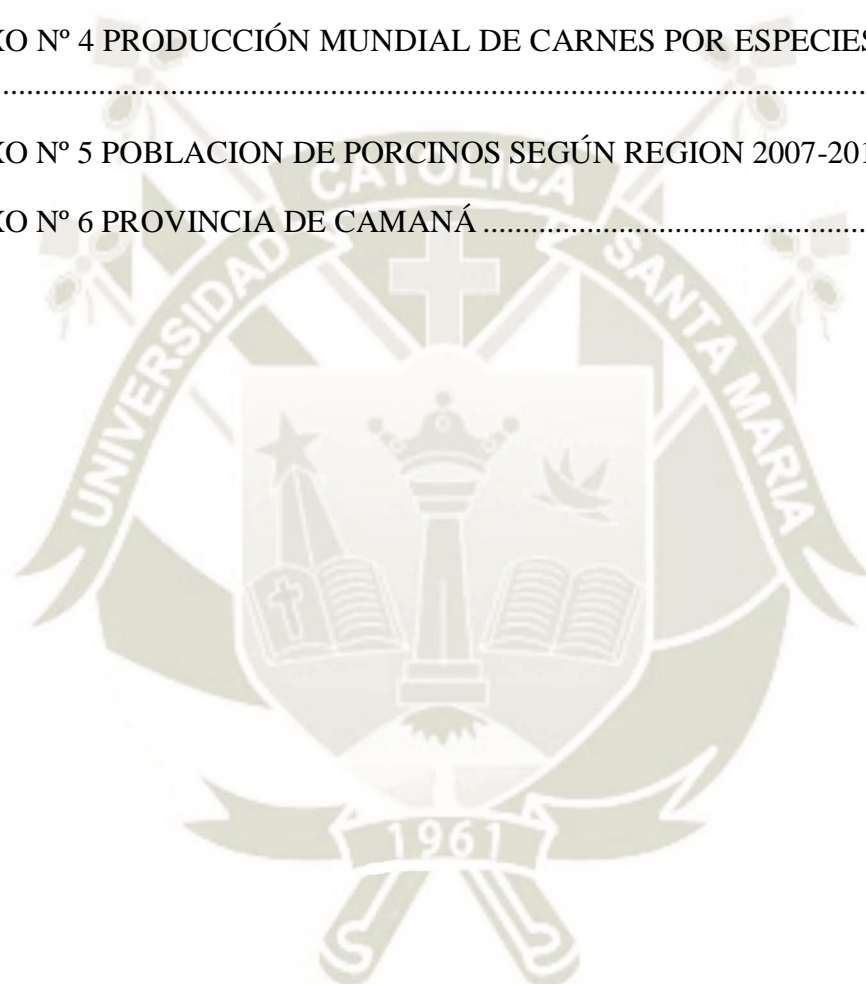 XO Nº 4 PRODUCCIÓN MUNDIAL DE CARNES POR ESPECIES
....................................................................................................................
XO Nº 5 POBLACION DE PORCINOS SEGÚN REGION 2007-201
XO Nº 6 PROVINCIA DE CAMANÁ ..................................................
UNIVERSIDAD CATOLICA SANTA MARIA
1961